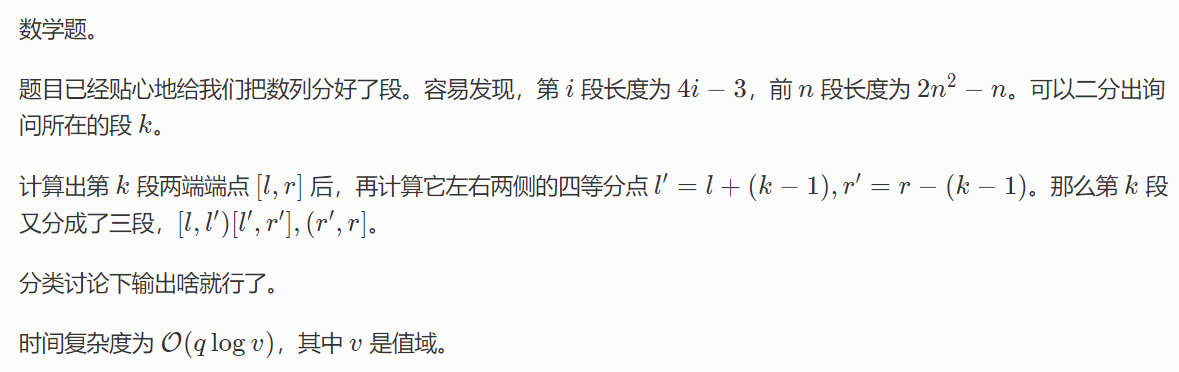 数学题。
题目已经贴心地给我们把数列分好了段。容易发现，第 i 段长度为 4i − 3，前 n 段长度为 2n² − n。可以二分出询
问所在的段 k。
计算出第 k 段两端端点 [l, r] 后，再计算它左右两侧的四等分点 l′ = l + (k − 1), r′ = r − (k − 1)。那么第 k 段
又分成了三段，[l, l′)[l′, r′], (r′, r]。
分类讨论下输出啥就行了。
时间复杂度为 𝒪(q log v)，其中 v 是值域。